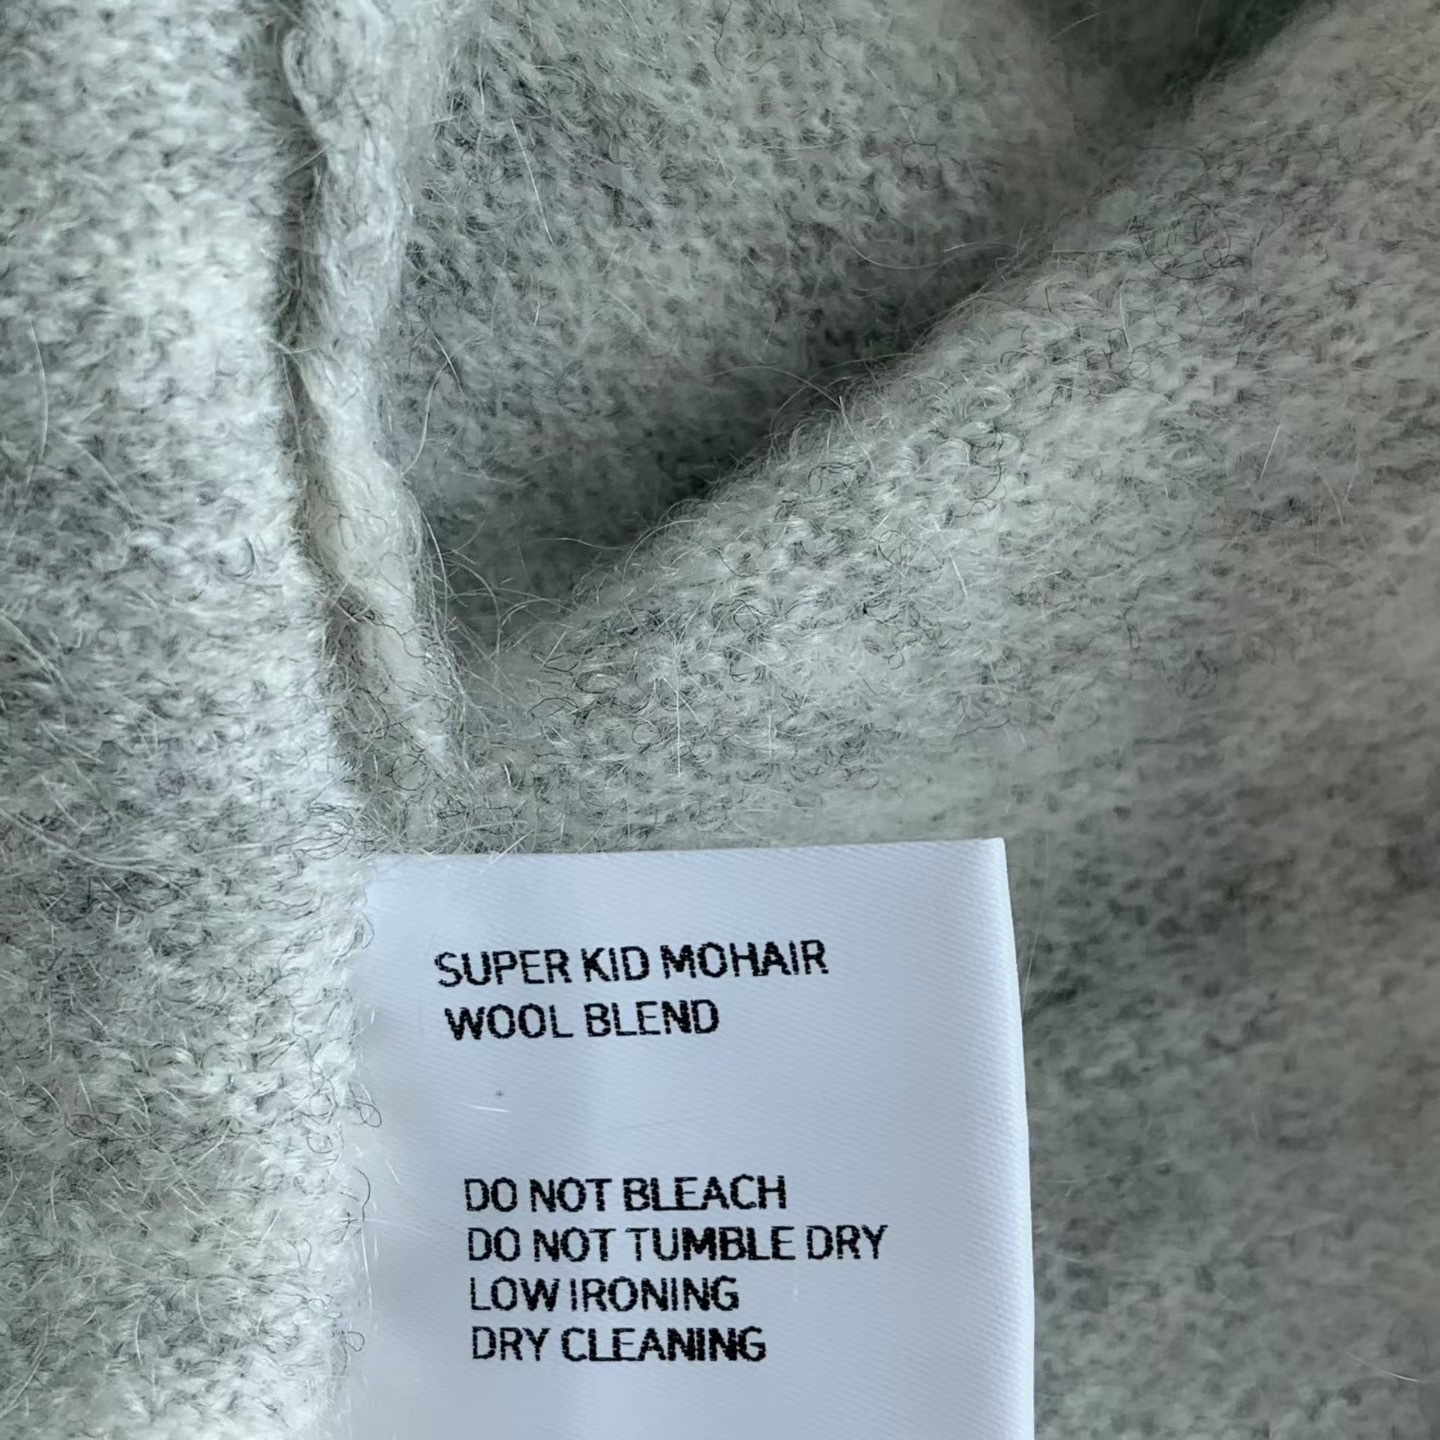 SUPER KID MOHAIR
WOOL BLEND
DO NOT BLEACH
DO NOT TUMBLE DRY
LOW IRONING
DRY CLEANING